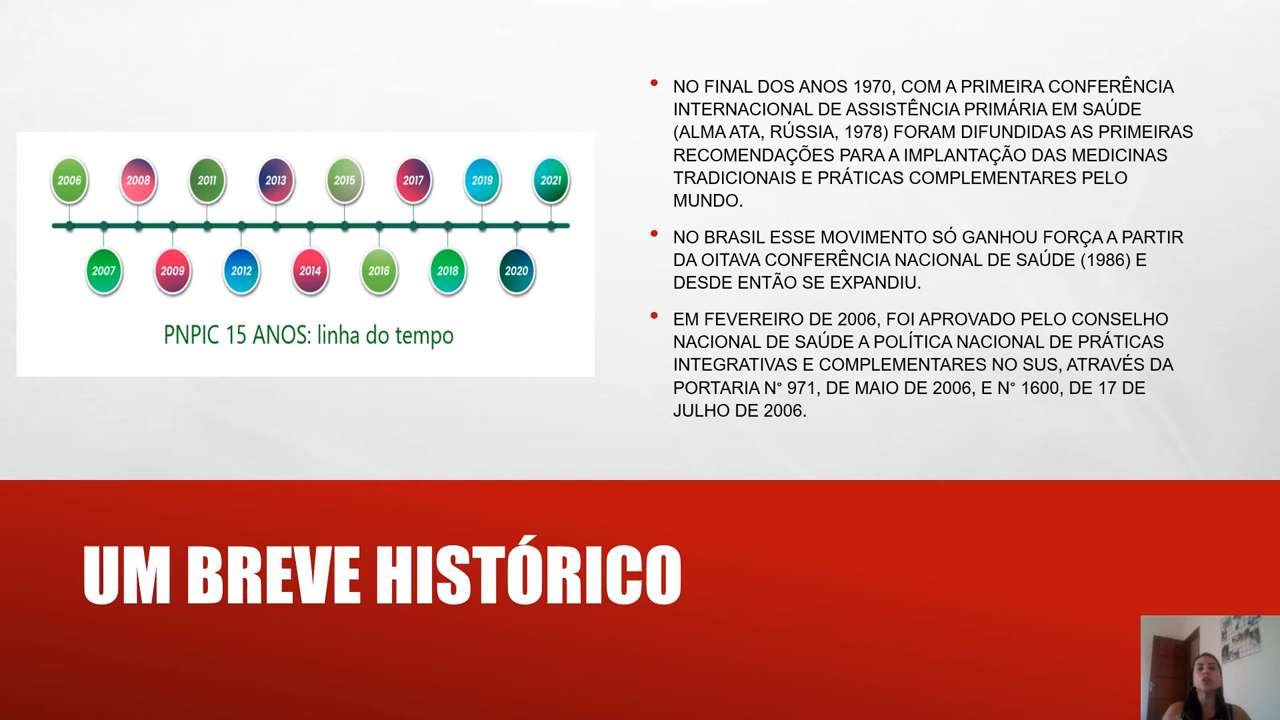 2006 2008 2011 2013 2015 2017 2019 2021
2007 2009 2012 2014 2016 2018 2020
PNPIC 15 ANOS: linha do tempo
• NO FINAL DOS ANOS 1970, COM A PRIMEIRA CONFERÊNCIA
INTERNACIONAL DE ASSISTÊNCIA PRIMÁRIA EM SAÚDE
(ALMA ATA, RÚSSIA, 1978) FORAM DIFUNDIDAS AS PRIMEIRAS
RECOMENDAÇÕES PARA A IMPLANTAÇÃO DAS MEDICINAS
TRADICIONAIS E PRÁTICAS COMPLEMENTARES PELO
MUNDO.
• NO BRASIL ESSE MOVIMENTO SÓ GANHOU FORÇA A PARTIR
DA OITAVA CONFERÊNCIA NACIONAL DE SAÚDE (1986) E
DESDE ENTÃO SE EXPANDIU.
• EM FEVEREIRO DE 2006, FOI APROVADO PELO CONSELHO
NACIONAL DE SAÚDE A POLÍTICA NACIONAL DE PRÁTICAS
INTEGRATIVAS E COMPLEMENTARES NO SUS, ATRAVÉS DA
PORTARIA N° 971, DE MAIO DE 2006, E N° 1600, DE 17 DE
JULHO DE 2006.
UM BREVE HISTÓRICO